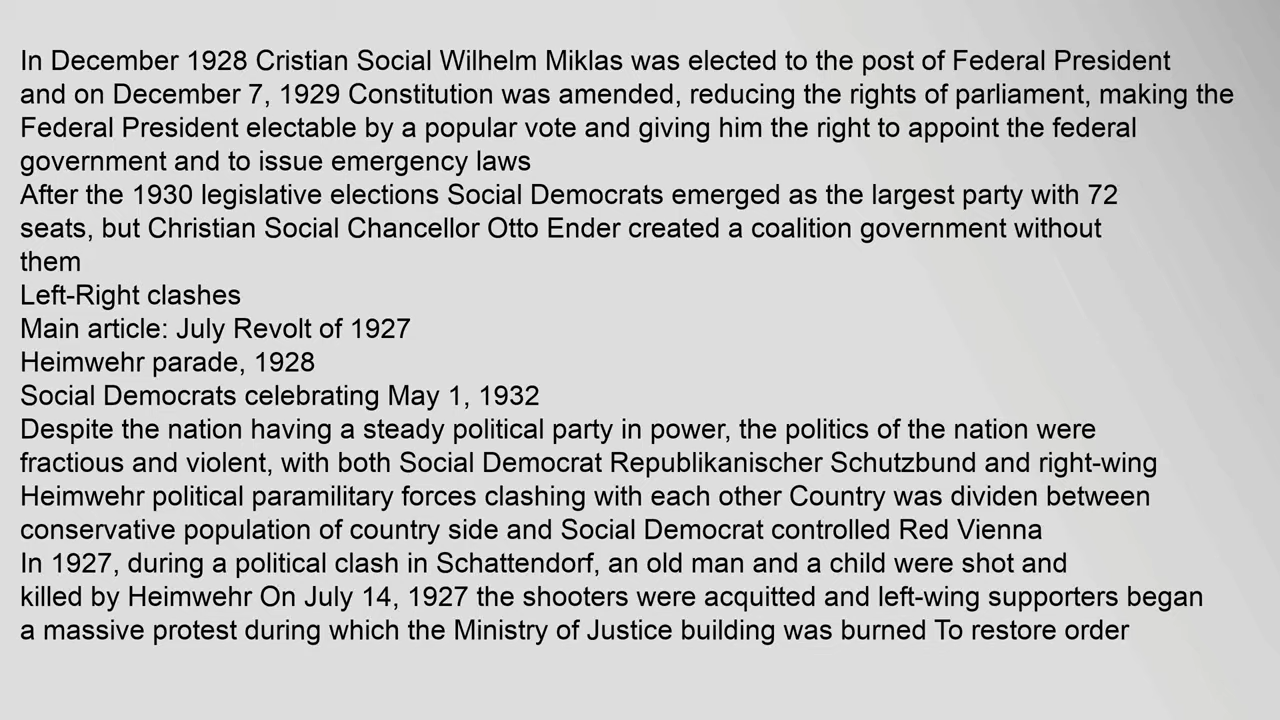 In December 1928 Cristian Social Wilhelm Miklas was elected to the post of Federal President
and on December 7, 1929 Constitution was amended, reducing the rights of parliament, making the
Federal President electable by a popular vote and giving him the right to appoint the federal
government and to issue emergency laws
After the 1930 legislative elections Social Democrats emerged as the largest party with 72
seats, but Christian Social Chancellor Otto Ender created a coalition government without
them
Left-Right clashes
Main article: July Revolt of 1927
Heimwehr parade, 1928
Social Democrats celebrating May 1, 1932
Despite the nation having a steady political party in power, the politics of the nation were
fractious and violent, with both Social Democrat Republikanischer Schutzbund and right-wing
Heimwehr political paramilitary forces clashing with each other Country was dividen between
conservative population of country side and Social Democrat controlled Red Vienna
In 1927, during a political clash in Schattendorf, an old man and a child were shot and
killed by Heimwehr On July 14, 1927 the shooters were acquitted and left-wing supporters began
a massive protest during which the Ministry of Justice building was burned To restore order